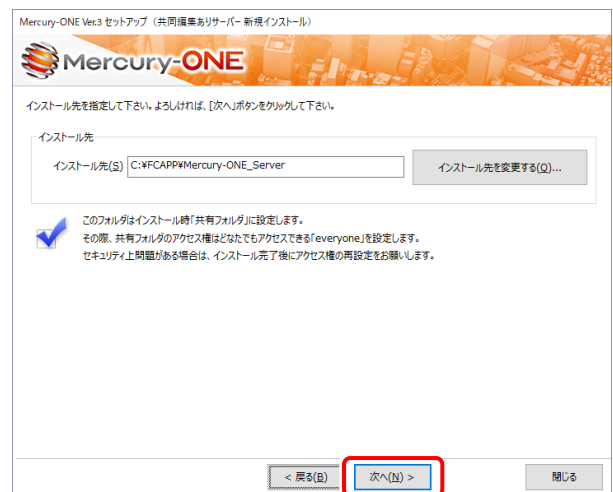 Mercury-ONE Ver.3 セットアップ（共同編集ありサーバー 新規インストール）
Mercury-ONE
インストール先を指定して下さい。よろしければ、[次へ]ボタンをクリックして下さい。
インストール先
インストール先(S) C:¥FCAPP¥Mercury-ONE_Server インストール先を変更する(O)...
このフォルダはインストール時「共有フォルダ」に設定します。
その際、共有フォルダのアクセス権はどなたでもアクセスできる「everyone」を設定します。
セキュリティ上問題がある場合は、インストール完了後にアクセス権の再設定をお願いします。
< 戻る(B) 次へ(N) > 閉じる